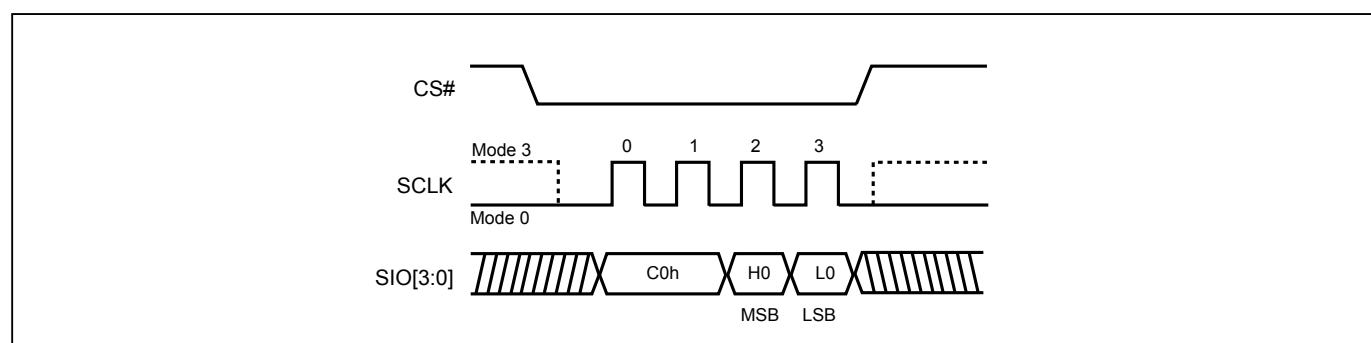 CS#
Mode 3 0 1 2 3
SCLK
Mode 0
SIO[3:0] C0h H0 L0
MSB LSB